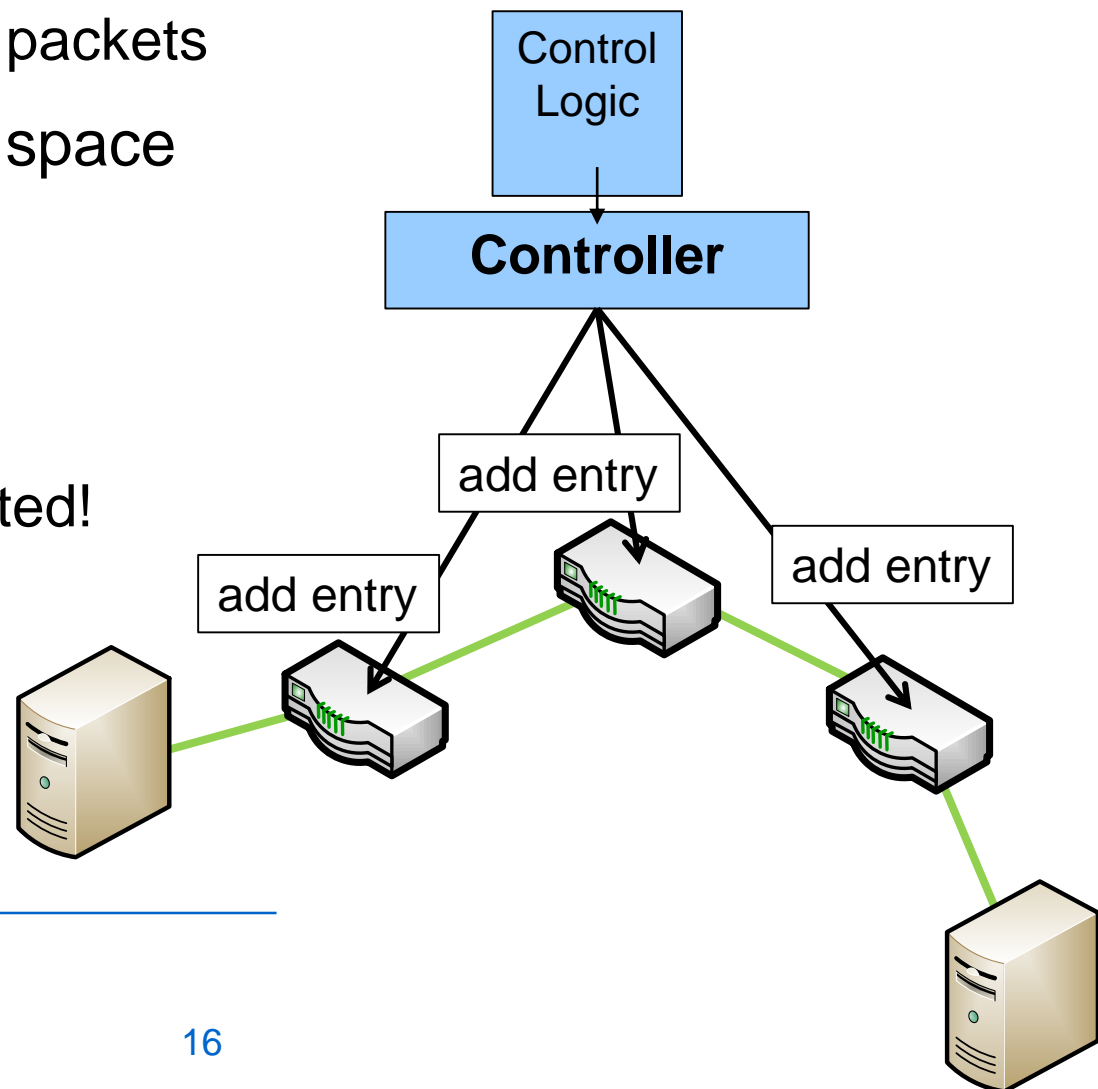 packets
space
Control
Logic
Controller
add entry
ted!
add entry
add entry
16